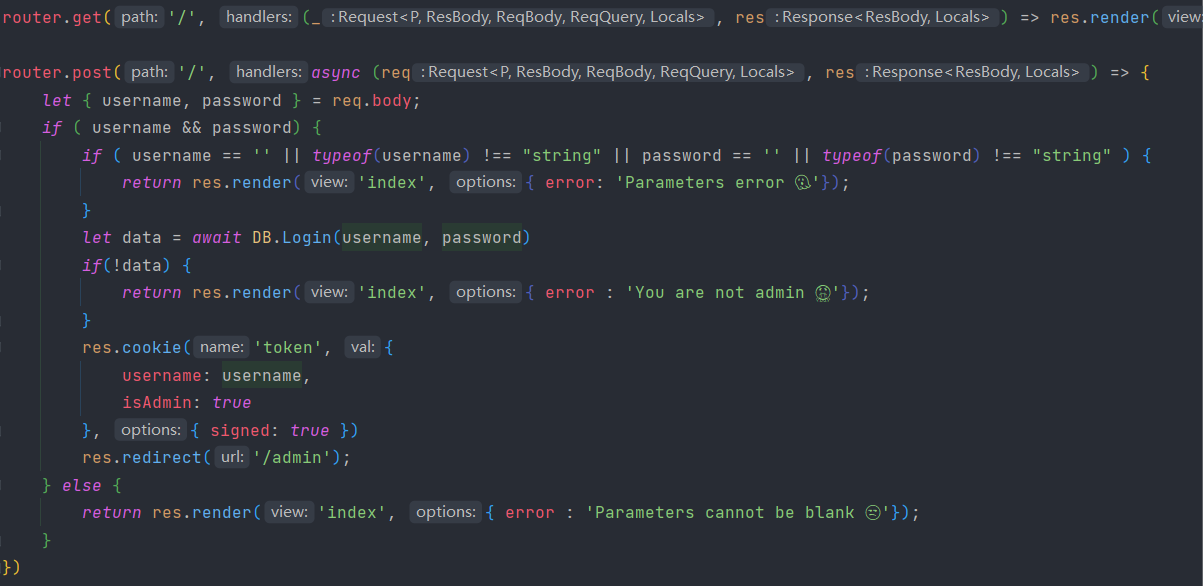 router.get( path: '/', handlers: (_ : Request<P, ResBody, ReqBody, ReqQuery, Locals> , res : Response<ResBody, Locals> ) => res.render( view:
router.post( path: '/', handlers: async (req : Request<P, ResBody, ReqBody, ReqQuery, Locals> , res : Response<ResBody, Locals> ) => {
let { username, password } = req.body;
if ( username && password) {
if ( username == '' || typeof(username) !== "string" || password == '' || typeof(password) !== "string" ) {
return res.render( view: 'index', options: { error: 'Parameters error 🤔'});
}
let data = await DB.Login(username, password)
if(!data) {
return res.render( view: 'index', options: { error : 'You are not admin 😡'});
}
res.cookie( name: 'token', val: {
username: username,
isAdmin: true
}, options: { signed: true })
res.redirect( url: '/admin');
} else {
return res.render( view: 'index', options: { error : 'Parameters cannot be blank 😒'});
}
})